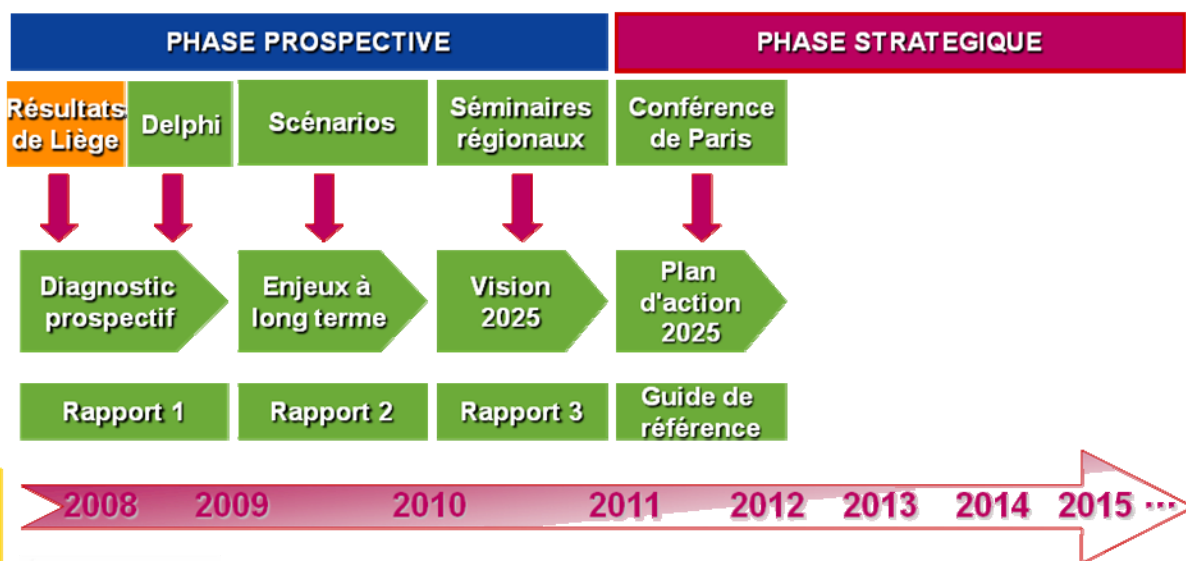 PHASE PROSPECTIVE
PHASE STRATEGIQUE
Résultats
de Liège
Delphi
Scénarios
Séminaires
régionaux
Conférence
de Paris
Diagnostic
prospectif
Enjeux à
long terme
Vision
2025
Plan
d'action
2025
Rapport 1
Rapport 2
Rapport 3
Guide de
référence
2008 2009 2010 2011 2012 2013 2014 2015 ...